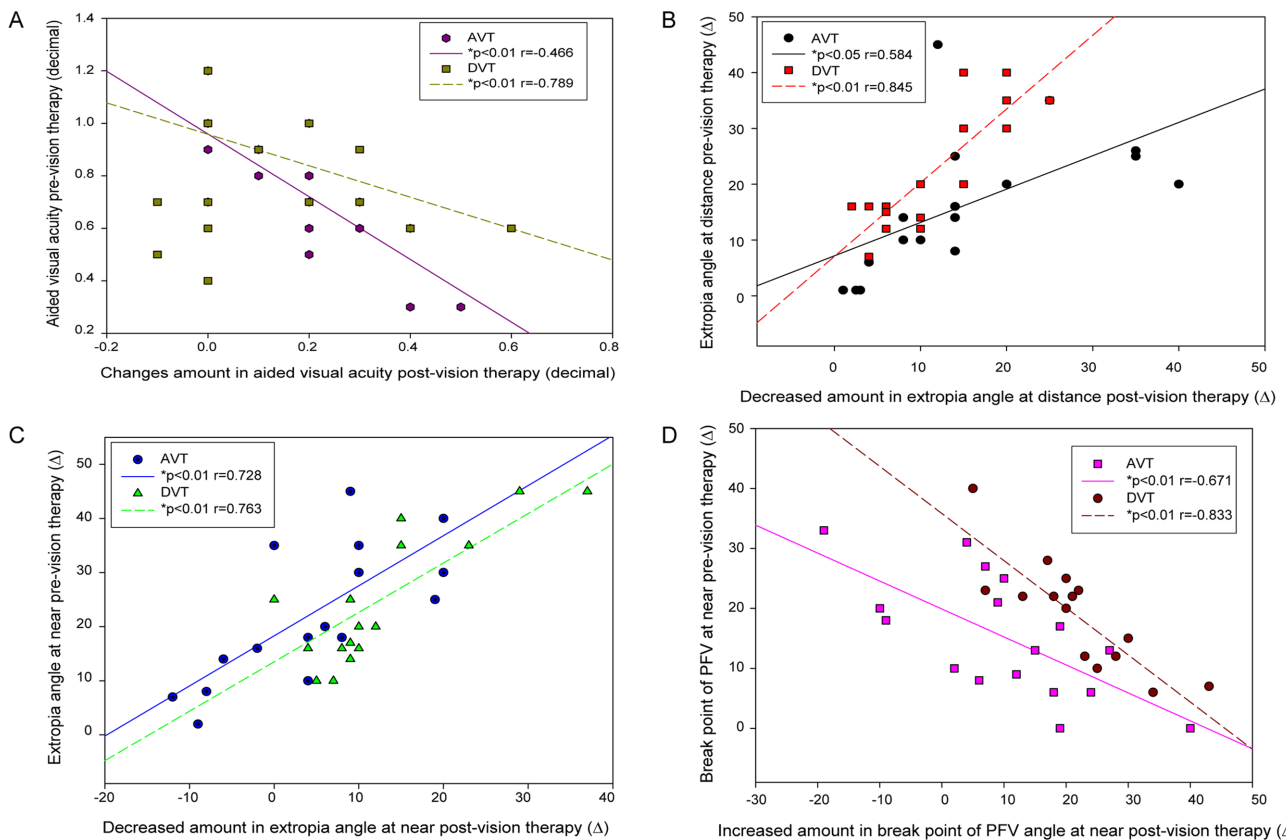 A
Aided visual acuity pre-vision therapy (decimal)
1.4
1.2
1.0
0.8
0.6
0.4
0.2
AVT
*p<0.01 r=-0.466
DVT
*p<0.01 r=-0.789
-0.2 0.0 0.2 0.4 0.6 0.8
Changes amount in aided visual acuity post-vision therapy (decimal)
B
Extropia angle at distance pre-vision therapy (Δ)
50
40
30
20
10
0
AVT
*p<0.05 r=0.584
DVT
*p<0.01 r=0.845
0 10 20 30 40 50
Decreased amount in extropia angle at distance post-vision therapy (Δ)
C
Extropia angle at near pre-vision therapy (Δ)
50
40
30
20
10
0
AVT
*p<0.01 r=0.728
DVT
*p<0.01 r=0.763
-20 -10 0 10 20 30 40
Decreased amount in extropia angle at near post-vision therapy (Δ)
D
Break point of PFV at near pre-vision therapy (Δ)
50
40
30
20
10
0
AVT
*p<0.01 r=-0.671
DVT
*p<0.01 r=-0.833
-30 -20 -10 0 10 20 30 40 50
Increased amount in break point of PFV angle at near post-vision therapy (Δ